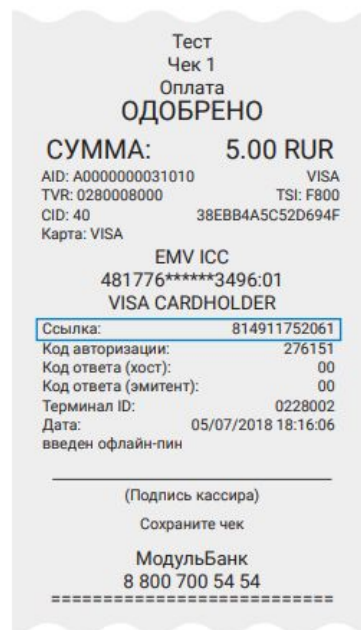 Тест
Чек 1
Оплата
ОДОБРЕНО
СУММА: 5.00 RUR
AID: A0000000031010 VISA
TVR: 0280008000 TSI: F800
CID: 40 38EBB4A5C52D694F
Карта: VISA
EMV ICC
481776******3496:01
VISA CARDHOLDER
Ссылка: 814911752061
Код авторизации: 276151
Код ответа (хост): 00
Код ответа (эмитент): 00
Терминал ID: 0228002
Дата: 05/07/2018 18:16:06
введен офлайн-пин
(Подпись кассира)
Сохраните чек
МодульБанк
8 800 700 54 54
============================